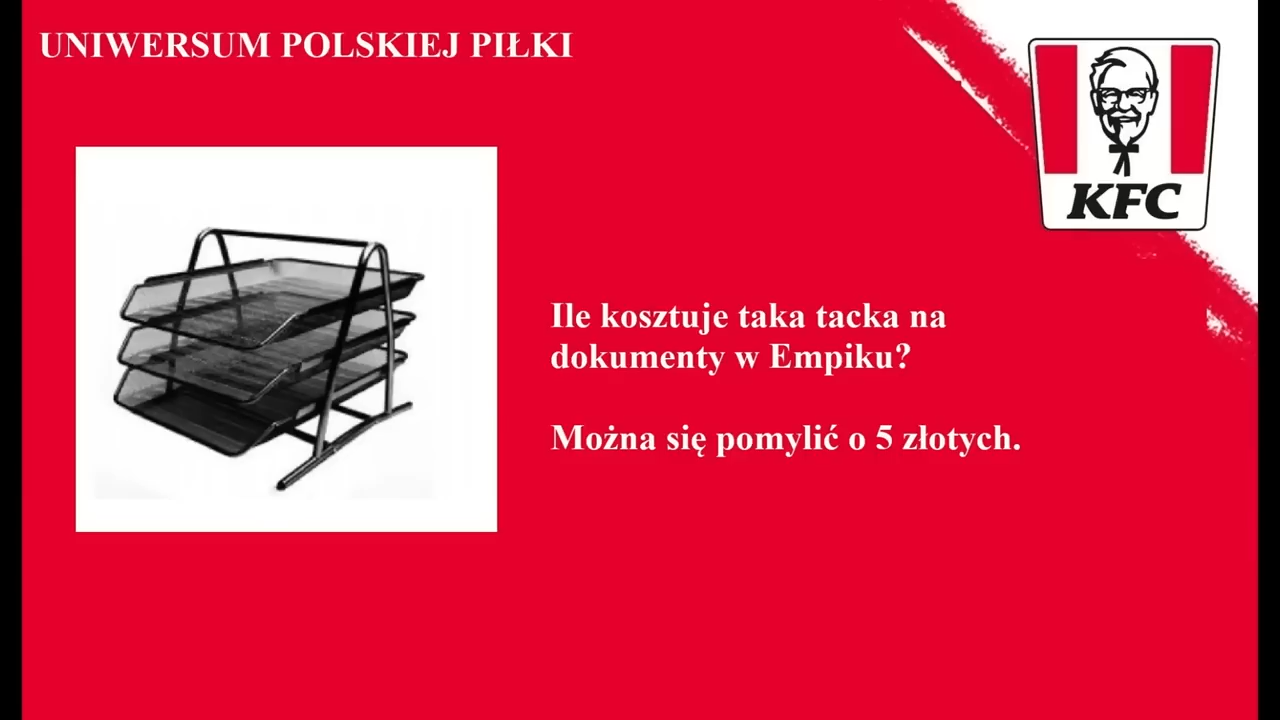 UNIWERSUM POLSKIEJ PIŁKI
KFC
Ile kosztuje taka tacka na
dokumenty w Empiku?
Można się pomylić o 5 złotych.